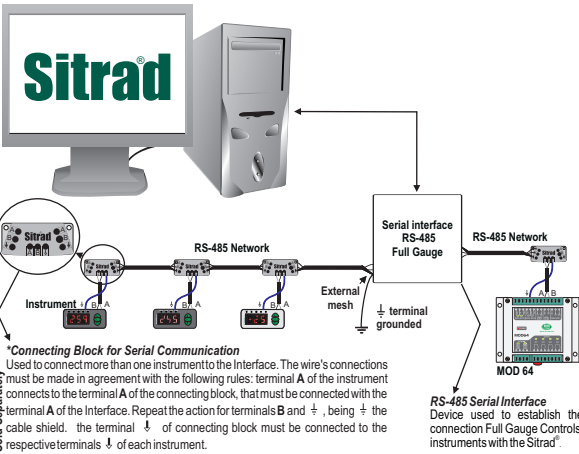 Sitrad®
Serial interface
RS-485
Full Gauge
RS-485 Network
RS-485 Network
Sitrad
A
B
A
B
Sitrad
Sitrad
Sitrad
Sitrad
Instrument
B
A
B
A
B
A
A
B
External
mesh
⏚ terminal
grounded
MOD64
MOD 64
*Connecting Block for Serial Communication
Used to connect more than one instrument to the Interface. The wire's connections
must be made in agreement with the following rules: terminal A of the instrument
connects to the terminal A of the connecting block, that must be connected with the
terminal A of the Interface. Repeat the action for terminals B and ⏚ , being ⏚ the
cable shield. the terminal ⏚ of connecting block must be connected to the
respective terminals ⏚ of each instrument.
RS-485 Serial Interface
Device used to establish the
connection Full Gauge Controls
instruments with the Sitrad®.